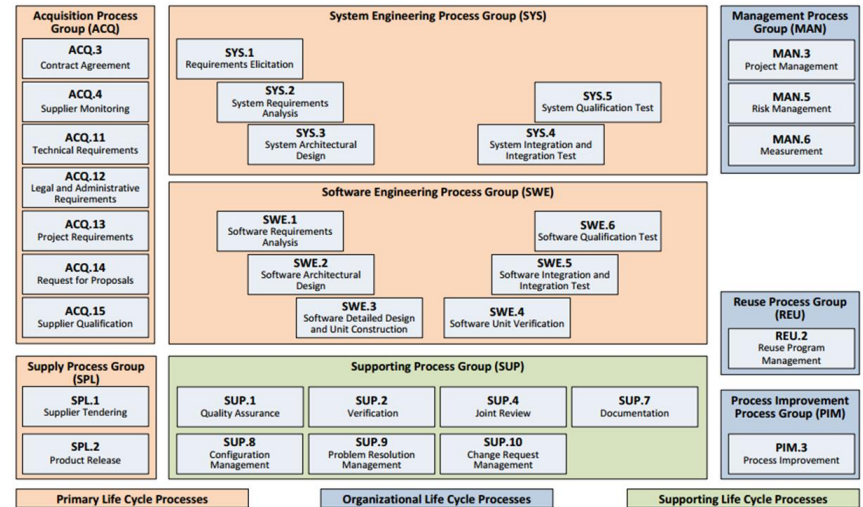 Acquisition Process
Group (ACQ)
ACQ.3
Contract Agreement
ACQ.4
Supplier Monitoring
ACQ.11
Technical Requirements
ACQ.12
Legal and Administrative
Requirements
ACQ.13
Project Requirements
ACQ.14
Request for Proposals
ACQ.15
Supplier Qualification
System Engineering Process Group (SYS)
SYS.1
Requirements Elicitation
SYS.2
System Requirements
Analysis
SYS.3
System Architectural
Design
SYS.5
System Qualification Test
SYS.4
System Integration and
Integration Test
Software Engineering Process Group (SWE)
SWE.1
Software Requirements
Analysis
SWE.2
Software Architectural
Design
SWE.3
Software Detailed Design
and Unit Construction
SWE.6
Software Qualification Test
SWE.5
Software Integration and
Integration Test
SWE.4
Software Unit Verification
Management Process
Group (MAN)
MAN.3
Project Management
MAN.5
Risk Management
MAN.6
Measurement
Reuse Process Group
(REU)
REU.2
Reuse Program
Management
Supply Process Group
(SPL)
SPL.1
Supplier Tendering
SPL.2
Product Release
Supporting Process Group (SUP)
SUP.1
Quality Assurance
SUP.2
Verification
SUP.4
Joint Review
SUP.7
Documentation
SUP.8
Configuration
Management
SUP.9
Problem Resolution
Management
SUP.10
Change Request
Management
Process Improvement
Process Group (PIM)
PIM.3
Process Improvement
Primary Life Cycle Processes
Organizational Life Cycle Processes
Supporting Life Cycle Processes